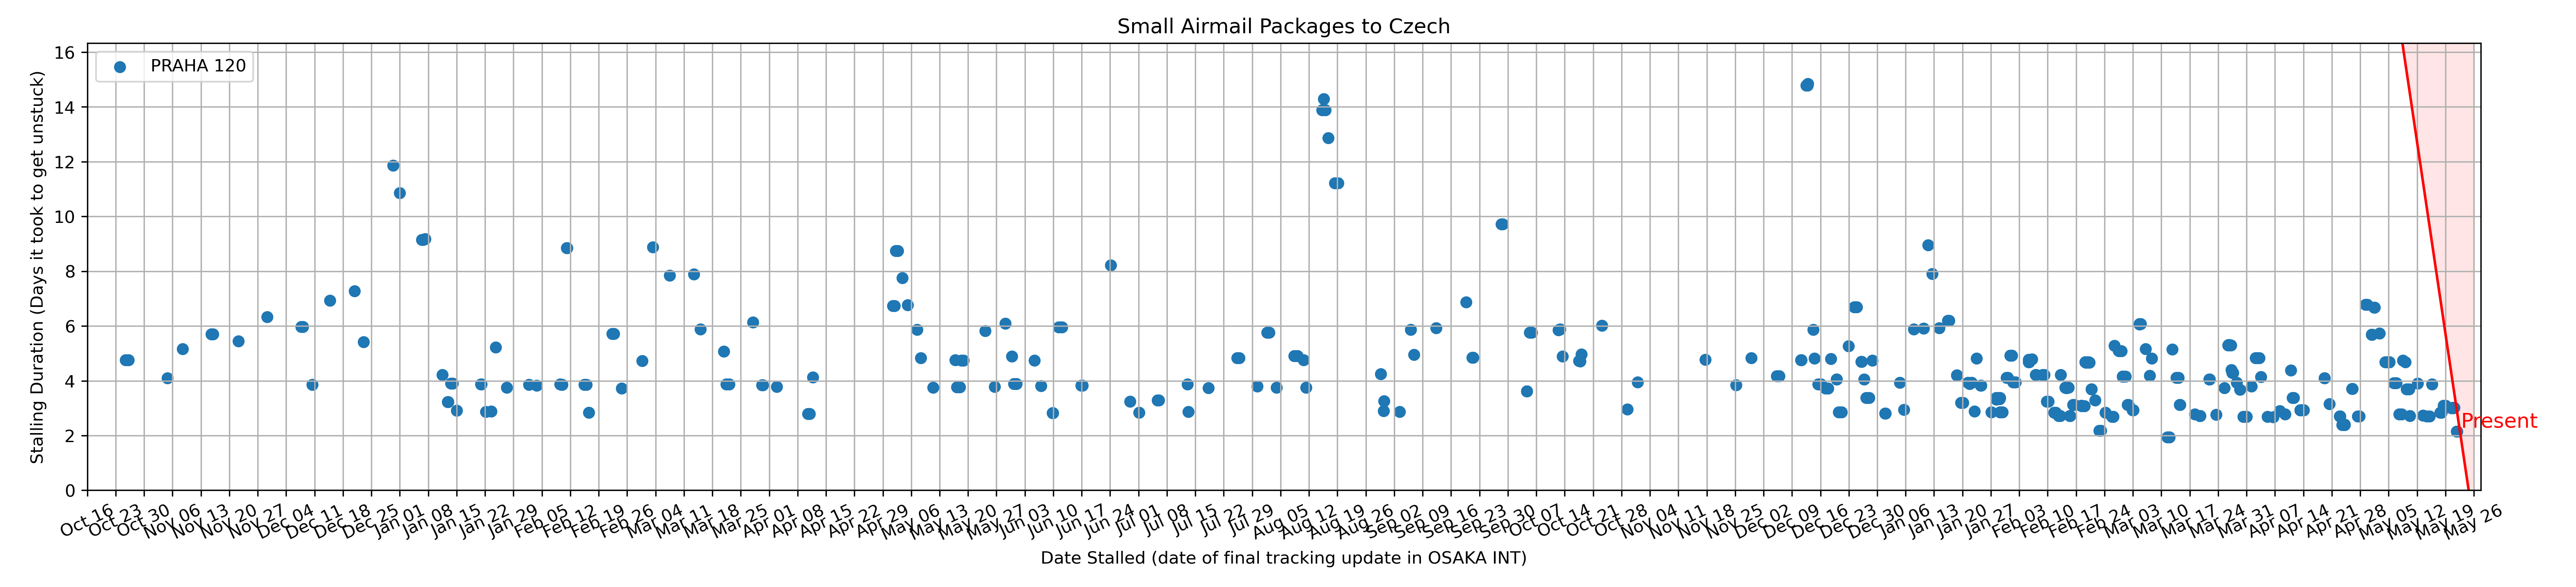 Small Airmail Packages to Czech
PRAHA 120
Stalling Duration (Days it took to get unstuck)
16
14
12
10
8
6
4
2
0
Present
Oct 16 Oct 23 Oct 30 Nov 06 Nov 13 Nov 20 Nov 27 Dec 04 Dec 11 Dec 18 Dec 25 Jan 01 Jan 08 Jan 15 Jan 22 Jan 29 Feb 05 Feb 12 Feb 19 Feb 26 Mar 04 Mar 11 Mar 18 Mar 25 Apr 01 Apr 08 Apr 15 Apr 22 Apr 29 May 06 May 13 May 20 May 27 Jun 03 Jun 10 Jun 17 Jun 24 Jul 01 Jul 08 Jul 15 Jul 22 Jul 29 Aug 05 Aug 12 Aug 19 Aug 26 Sep 02 Sep 09 Sep 16 Sep 23 Sep 30 Oct 07 Oct 14 Oct 21 Oct 28 Nov 04 Nov 11 Nov 18 Nov 25 Dec 02 Dec 09 Dec 16 Dec 23 Dec 30 Jan 06 Jan 13 Jan 20 Jan 27 Feb 03 Feb 10 Feb 17 Feb 24 Mar 03 Mar 10 Mar 17 Mar 24 Mar 31 Apr 07 Apr 14 Apr 21 Apr 28 May 05 May 12 May 19 May 26
Date Stalled (date of final tracking update in OSAKA INT)